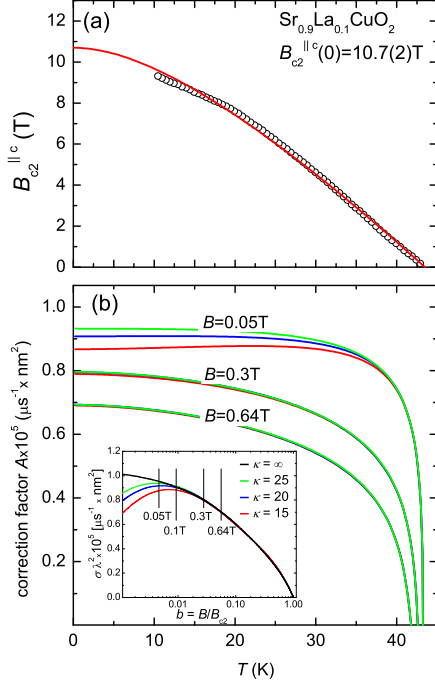 (a)
Sr0.9La0.1CuO2
Bc2 ||c(0)=10.7(2)T
12
10
8
6
4
2
0
Bc2 ||c (T)
(b)
B=0.05T
B=0.3T
B=0.64T
1.0
0.8
0.6
0.4
0.2
correction factor Ax10^5 (μs^-1 x nm^2)
1.2
1.0
0.8
0.6
0.4
0.2
0.0
σ λ^2·10^5 [μs^-1 × nm^2]
κ = ∞
κ = 25
κ = 20
κ = 15
0.05T
0.1T
0.3T
0.64T
0.01
0.10
1.00
b = B/Bc2
0
10
20
30
40
T (K)